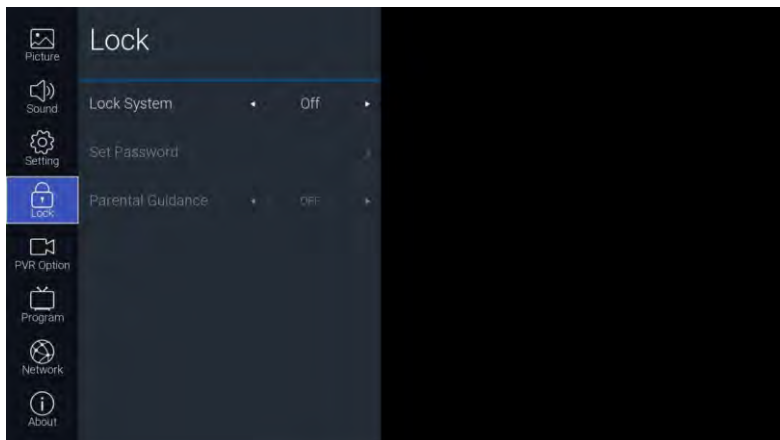 Picture
Sound
Setting
Lock
PVR Option
Program
Network
About
Lock
Lock System Off
Set Password
Parental Guidance OFF